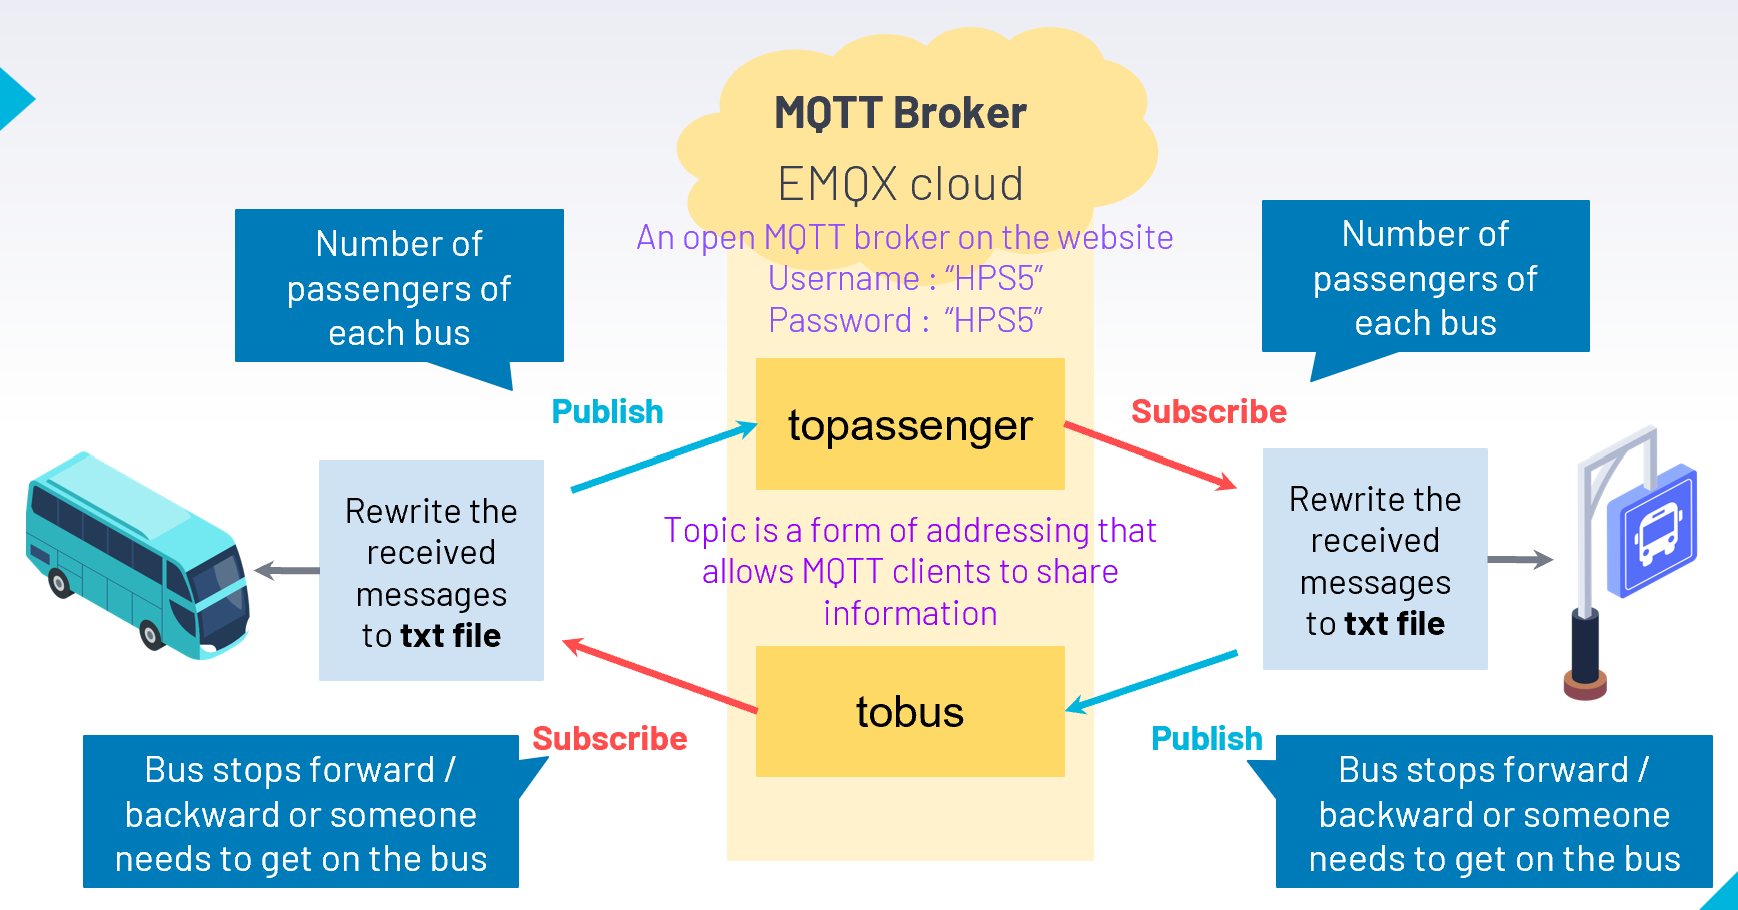 MQTT Broker
EMQX cloud
An open MQTT broker on the website
Username : “HPS5”
Password :  “HPS5”
Number of
passengers of
each bus
Number of
passengers of
each bus
Publish
topassenger
Subscribe
Rewrite the
received
messages
to txt file
Topic is a form of addressing that
allows MQTT clients to share
information
Rewrite the
received
messages
to txt file
Subscribe
tobus
Publish
Bus stops forward /
backward or someone
needs to get on the bus
Bus stops forward /
backward or someone
needs to get on the bus